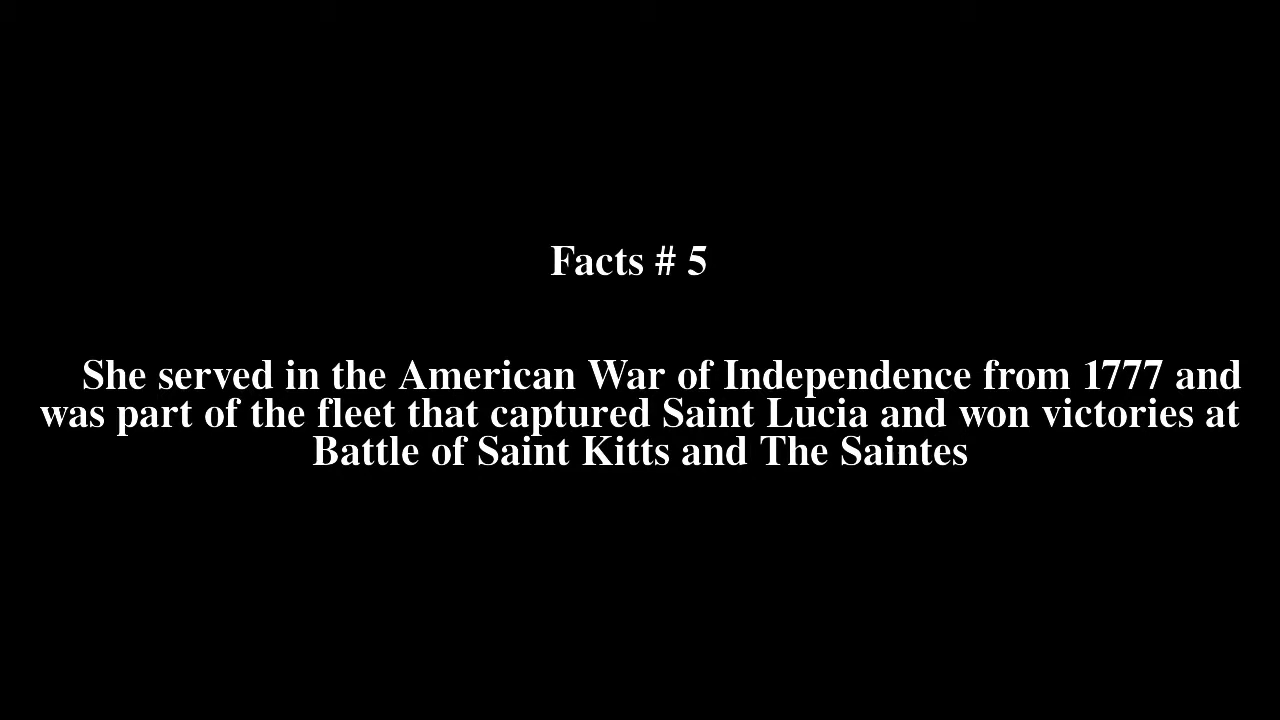 Facts # 5
She served in the American War of Independence from 1777 and
was part of the fleet that captured Saint Lucia and won victories at
Battle of Saint Kitts and The Saintes